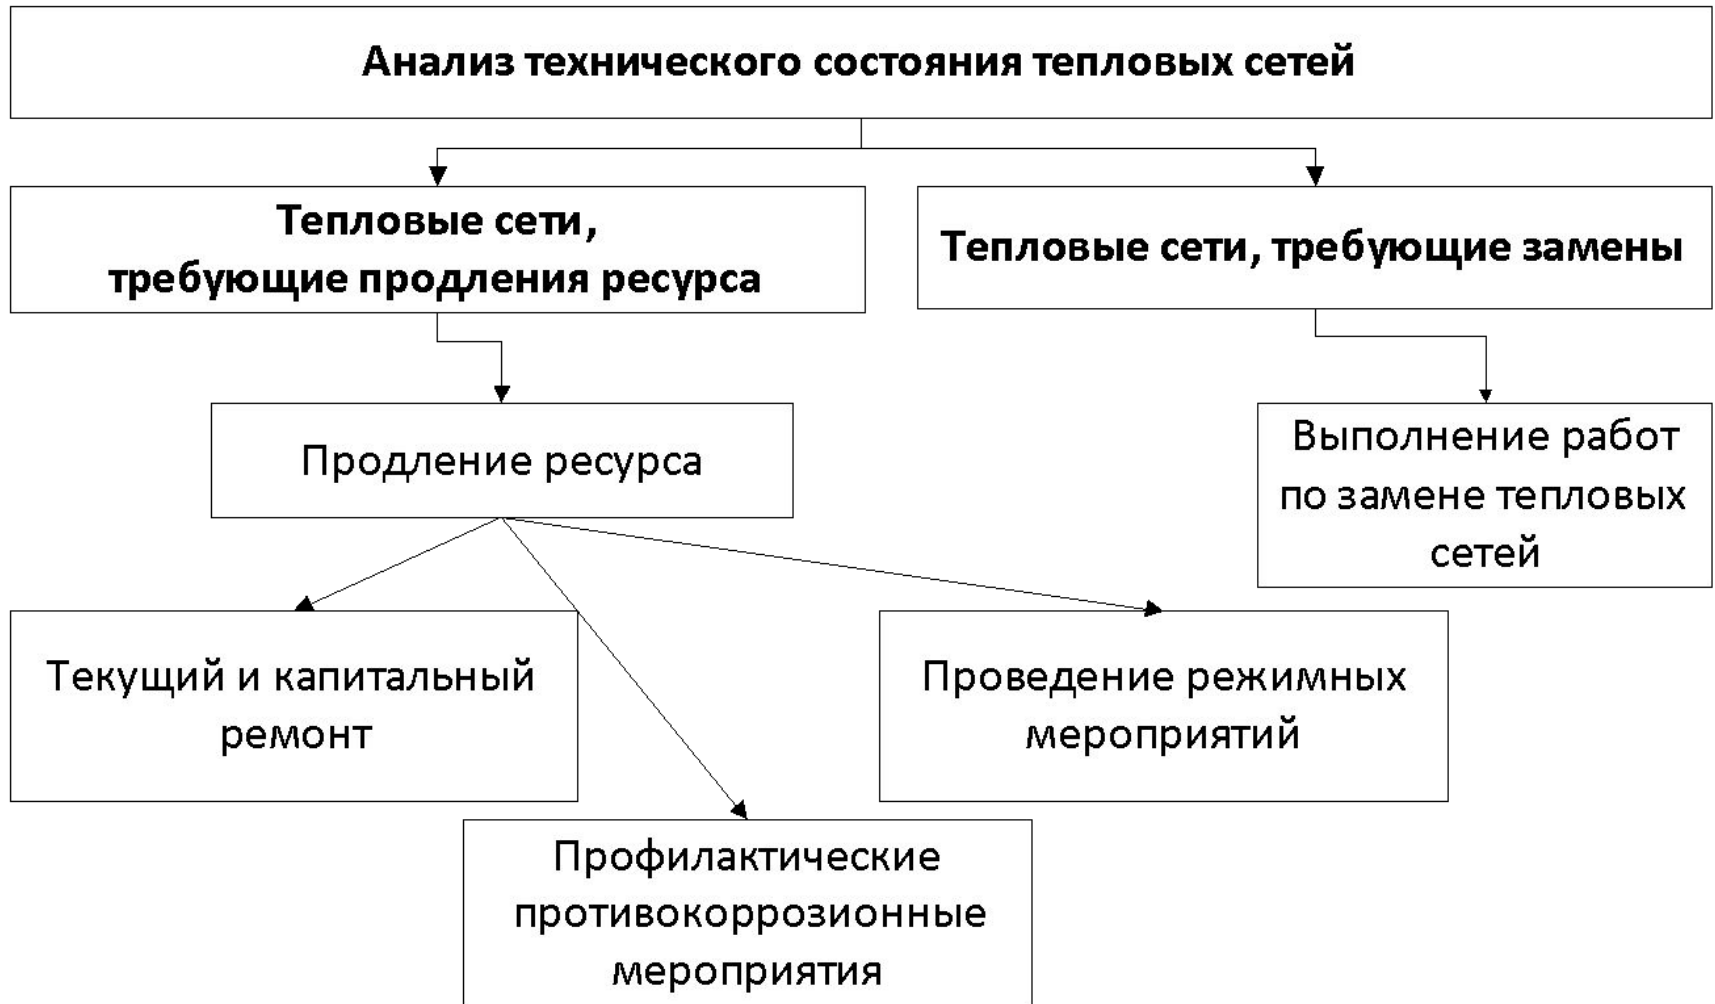 Анализ технического состояния тепловых сетей
Тепловые сети,
требующие продления ресурса
Тепловые сети, требующие замены
Продление ресурса
Выполнение работ
по замене тепловых
сетей
Текущий и капитальный
ремонт
Проведение режимных
мероприятий
Профилактические
противокоррозионные
мероприятия